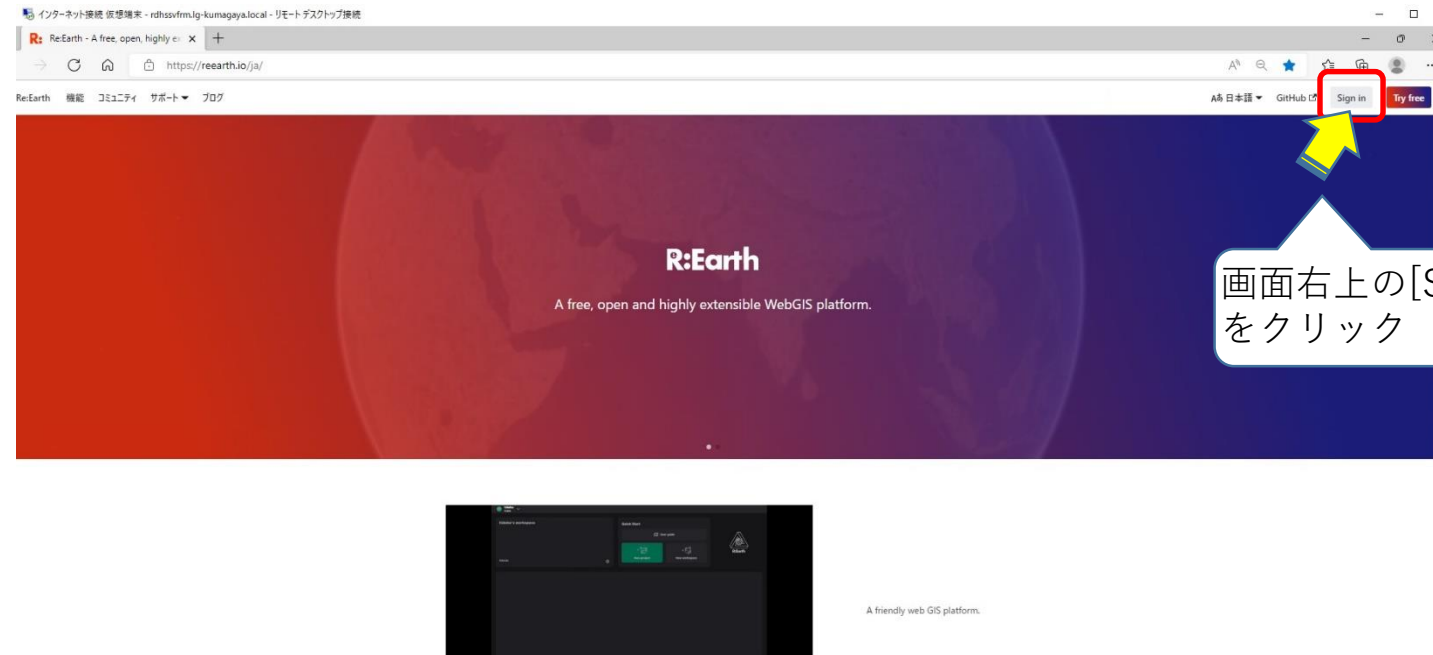 インターネット接続 仮想端末 - rdhssvfrm.lg-kumagaya.local - リモート デスクトップ接続
Re:Earth - A free, open, highly ex
https://reearth.io/ja/
Re:Earth 機能 コミュニティ サポート ブログ
Aあ 日本語 GitHub Sign in Try free
R:Earth
A free, open and highly extensible WebGIS platform.
画面右上の[S
をクリック
A friendly web GIS platform.